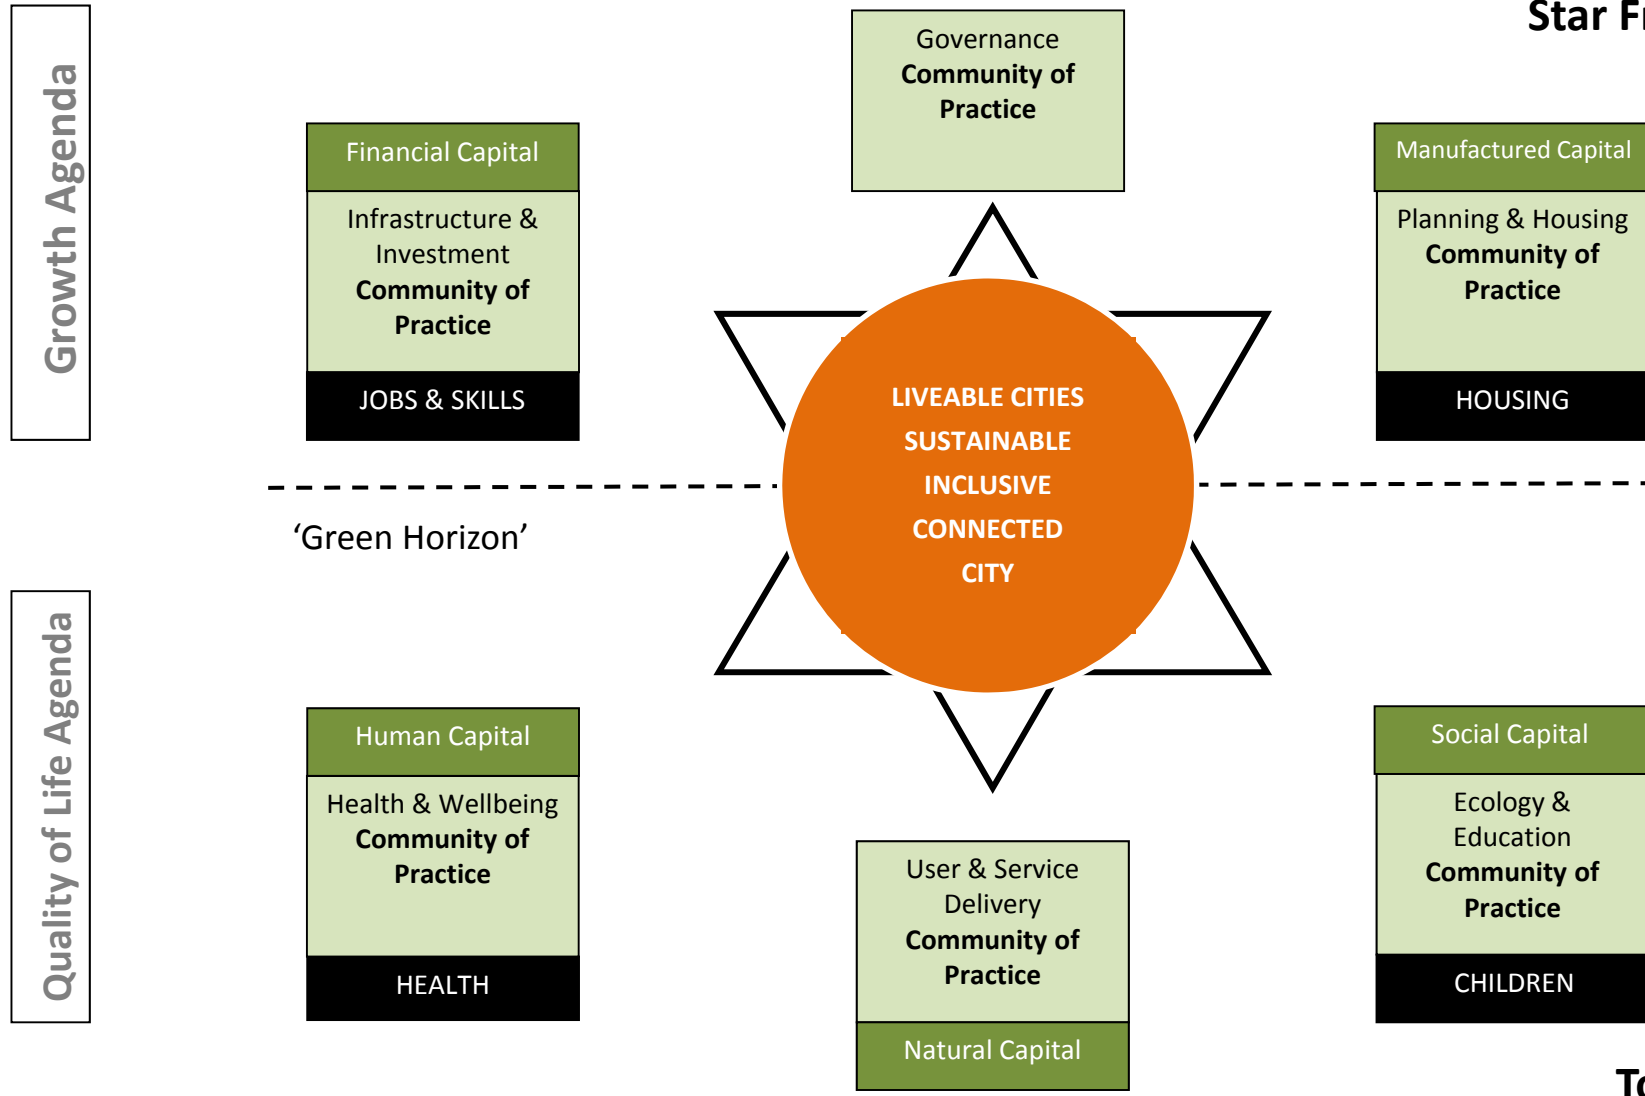 Star
Growth Agenda
Governance
Community of
Practice
Financial Capital
Infrastructure &
Investment
Community of
Practice
JOBS & SKILLS
Manufactured Capital
Planning & Housing
Community of
Practice
HOUSING
LIVEABLE CITIES
SUSTAINABLE
INCLUSIVE
CONNECTED
CITY
‘Green Horizon’
Quality of Life Agenda
Human Capital
Health & Wellbeing
Community of
Practice
HEALTH
User & Service
Delivery
Community of
Practice
Natural Capital
Social Capital
Ecology &
Education
Community of
Practice
CHILDREN